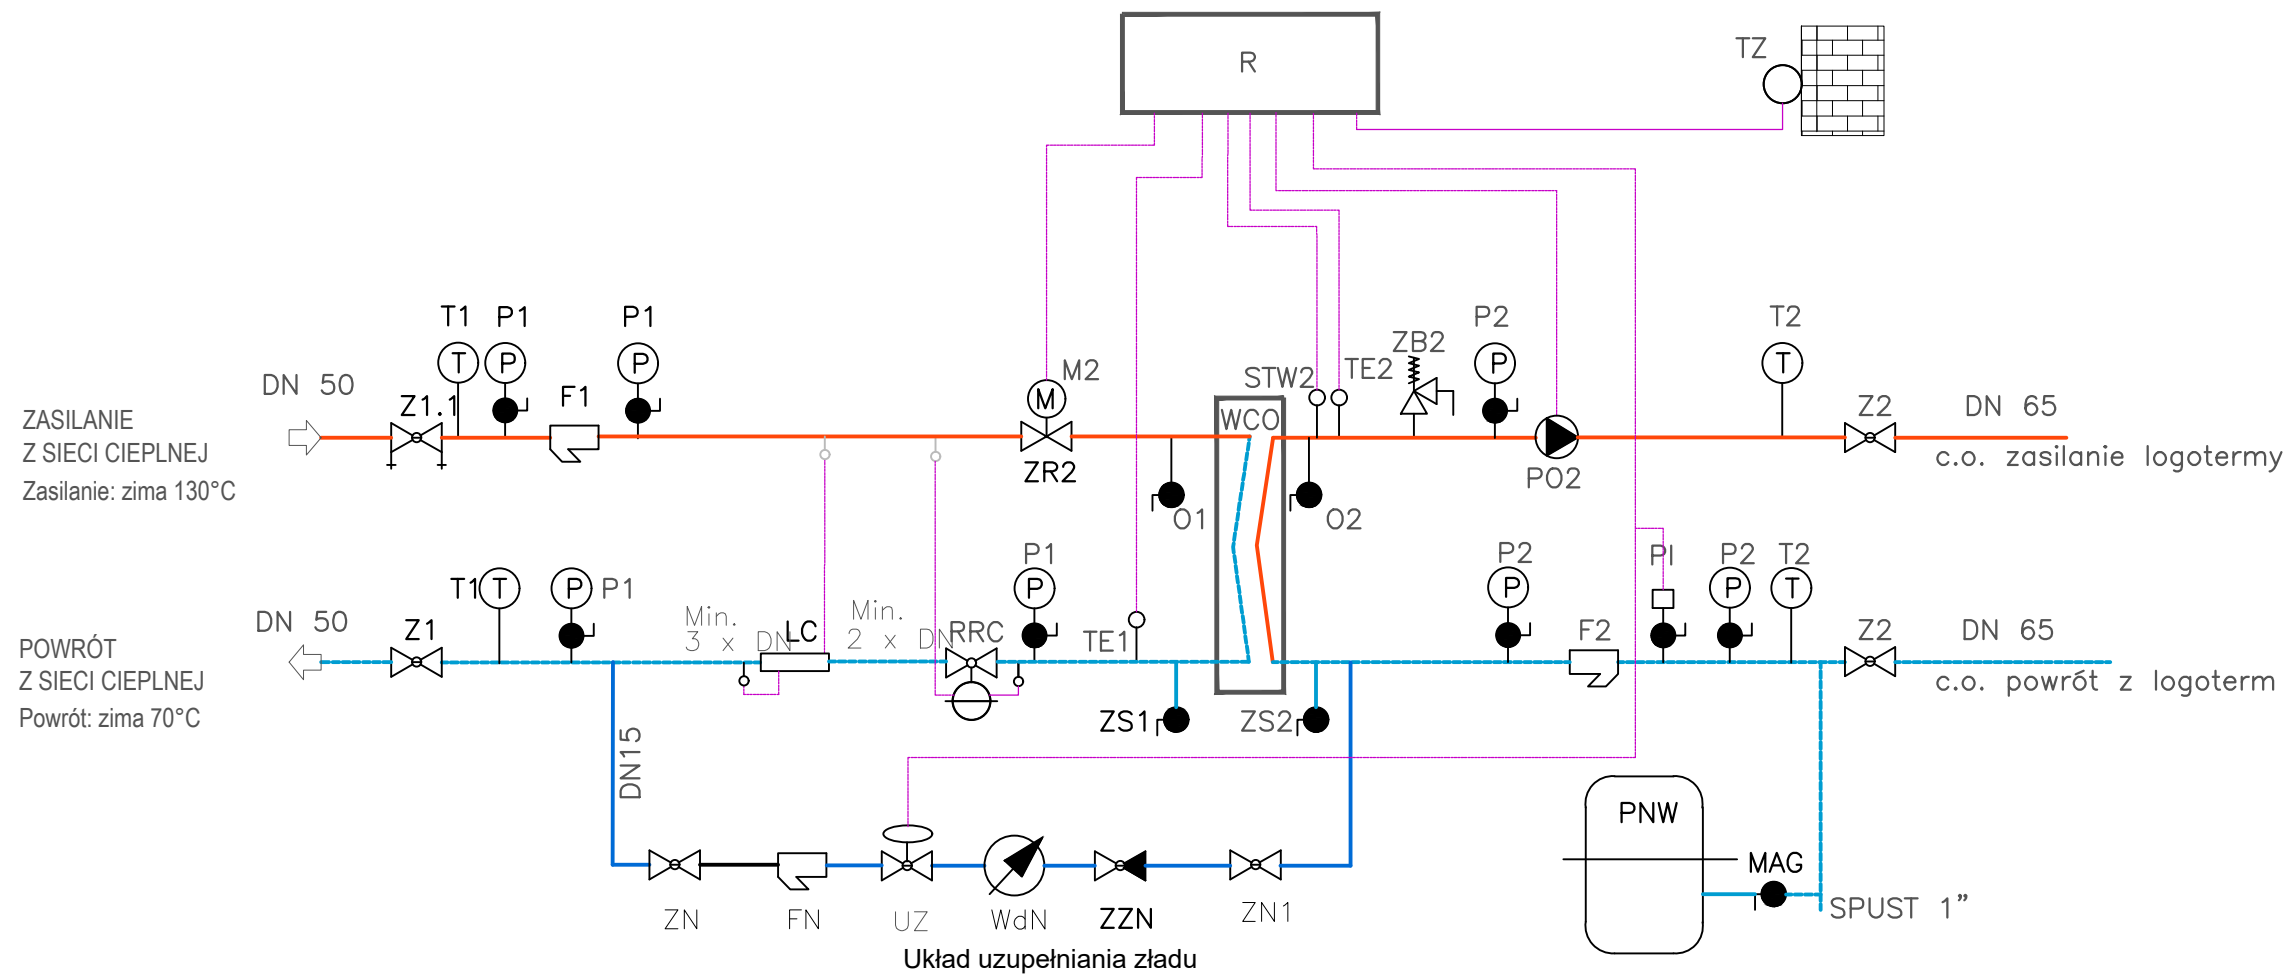 R
TZ
T1
P1
P1
M2
ZB2
P2
T2
T
P
P
STW2
TE2
P
T
DN 50
F1
M
Z1.1
WCO
Z2
DN 65
ZASILANIE
Z SIECI CIEPLNEJ
Zasilanie: zima 130°C
ZR2
PO2
c.o. zasilanie logotermy
O1
O2
P1
P2
PI
P2
T2
T1
T
P
P1
P
P
P
T
DN 50
Z1
Min.
3 x DN
LC
Min.
2 x DN
RRC
TE1
F2
Z2
DN 65
POWRÓT
Z SIECI CIEPLNEJ
Powrót: zima 70°C
c.o. powrót z logoterm
ZS1
ZS2
DN15
PNW
MAG
SPUST 1”
ZN
FN
UZ
WdN
ZZN
ZN1
Układ uzupełniania zładu